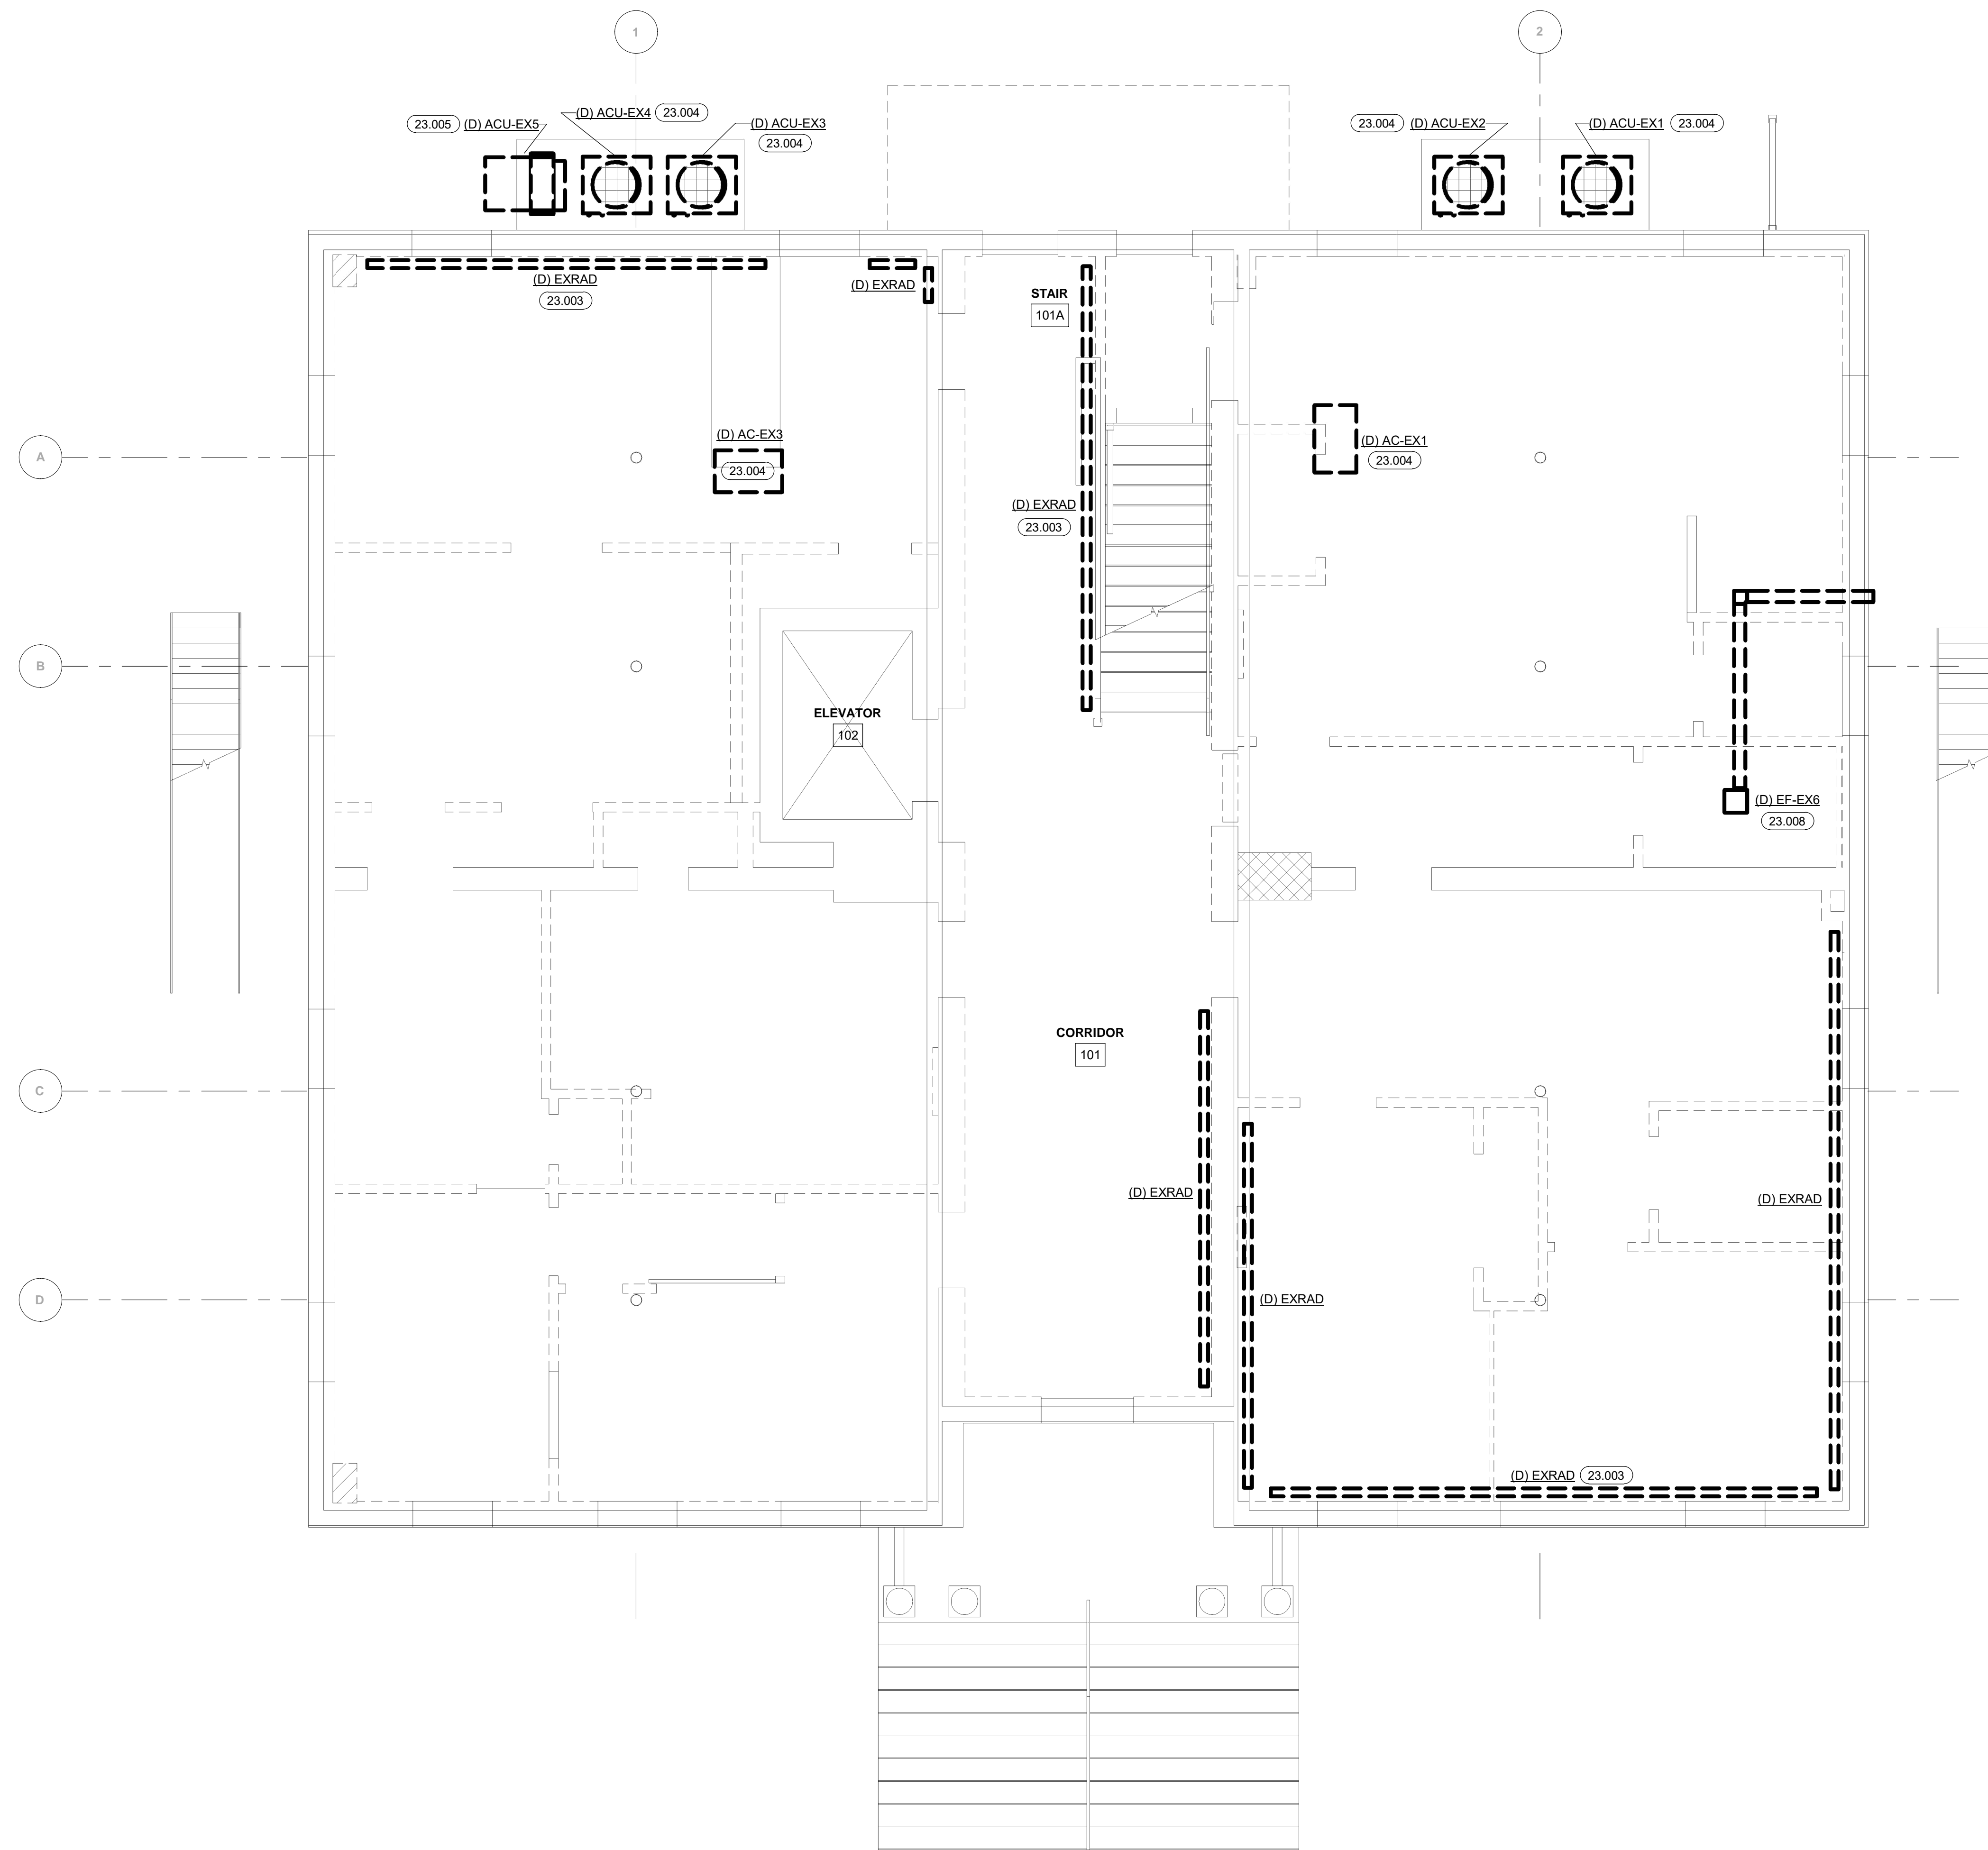 1
2
23.005 (D) ACU-EX5
(D) ACU-EX4 23.004
(D) ACU-EX3
23.004
23.004 (D) ACU-EX2
(D) ACU-EX1 23.004
(D) EXRAD
23.003
(D) EXRAD
STAIR
101A
(D) AC-EX3
23.004
(D) AC-EX1
23.004
A
(D) EXRAD
23.003
B
ELEVATOR
102
(D) EF-EX6
23.008
CORRIDOR
101
C
(D) EXRAD
(D) EXRAD
D
(D) EXRAD
(D) EXRAD 23.003